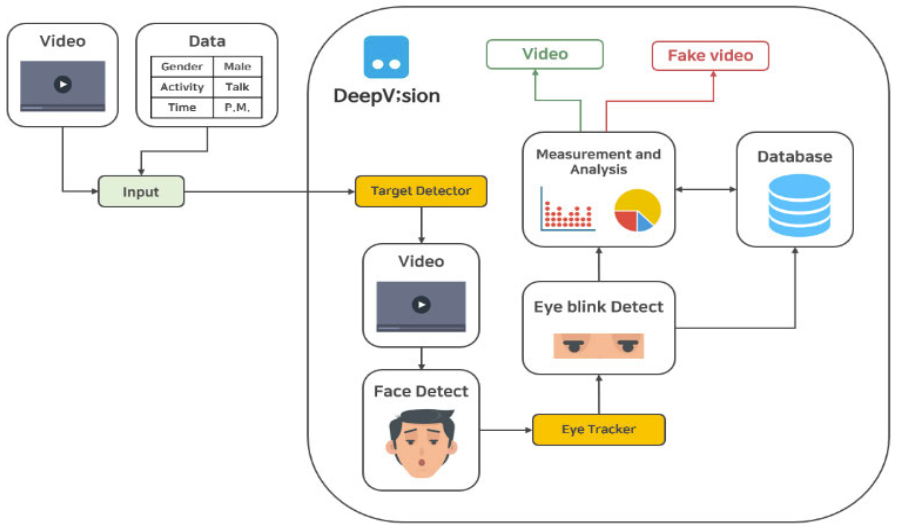 Video
Data
Gender Male
Activity Talk
Time P.M.
Input
DeepV;sion
Target Detector
Video
Face Detect
Eye Tracker
Eye blink Detect
Measurement and
Analysis
Database
Video
Fake video